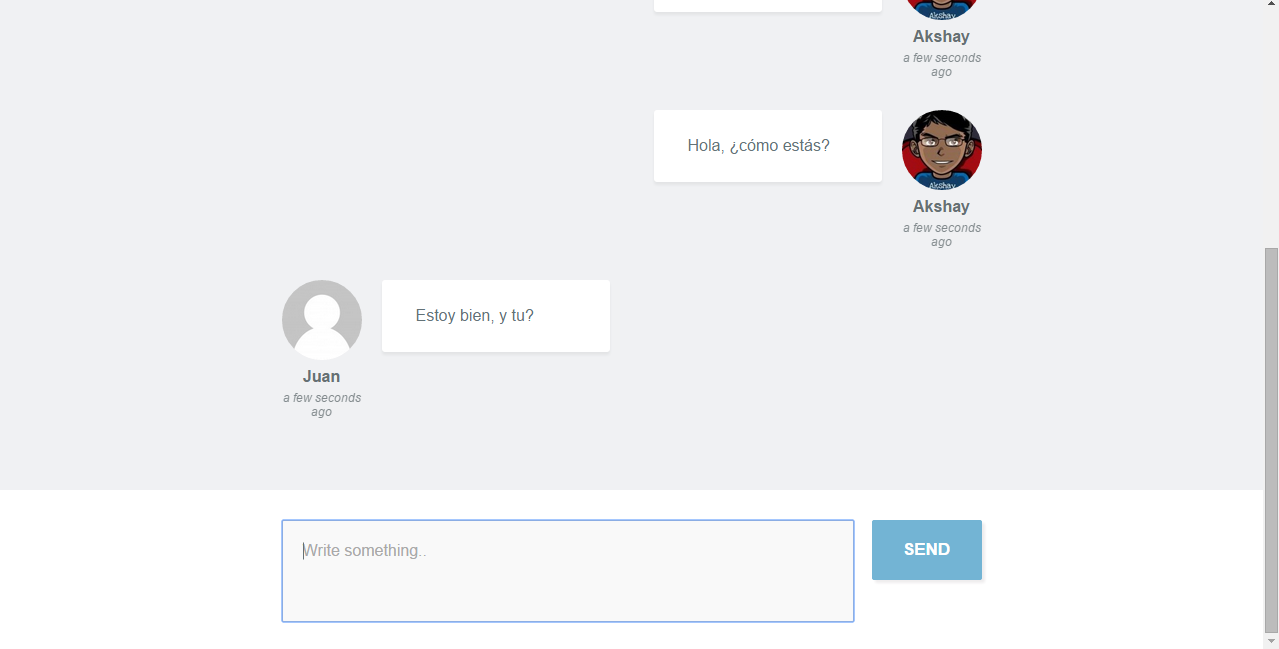 AkShay
Akshay
a few seconds
ago
Hola, ¿cómo estás?
AkShay
Akshay
a few seconds
ago
Estoy bien, y tu?
Juan
a few seconds
ago
Write something..
SEND